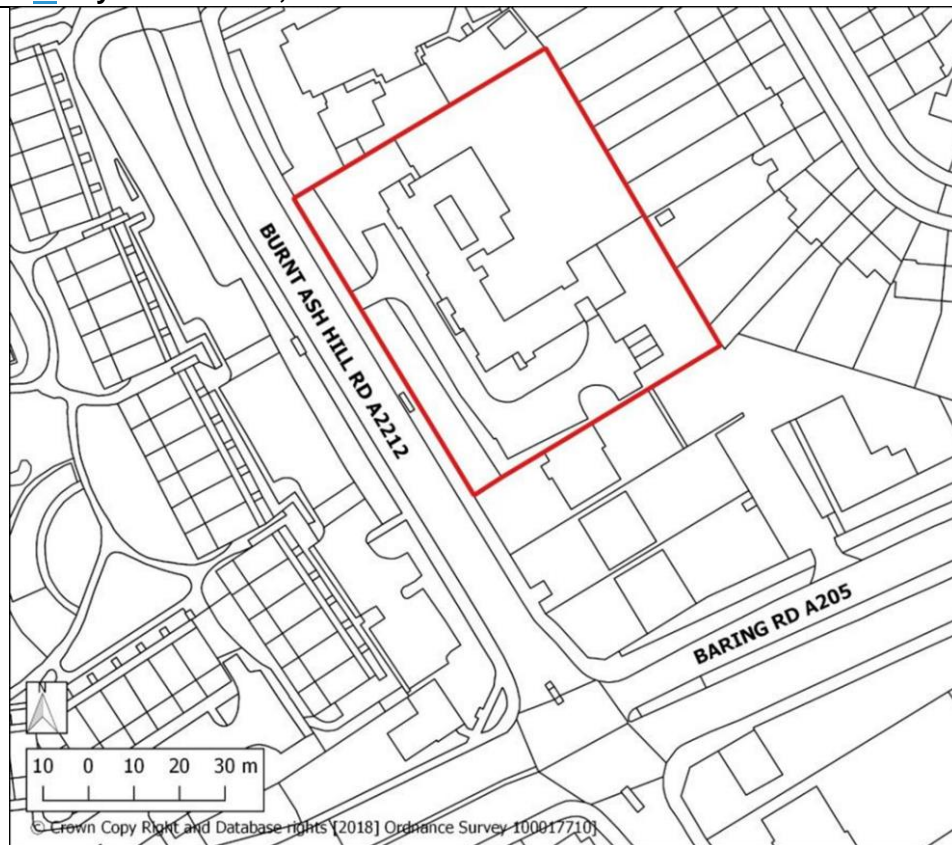 BURNT ASH HILL RD A2212
BARING RD A205
N
10 0 10 20 30 m
© Crown Copy Right and Database rights [2018] Ordnance Survey 100017710]